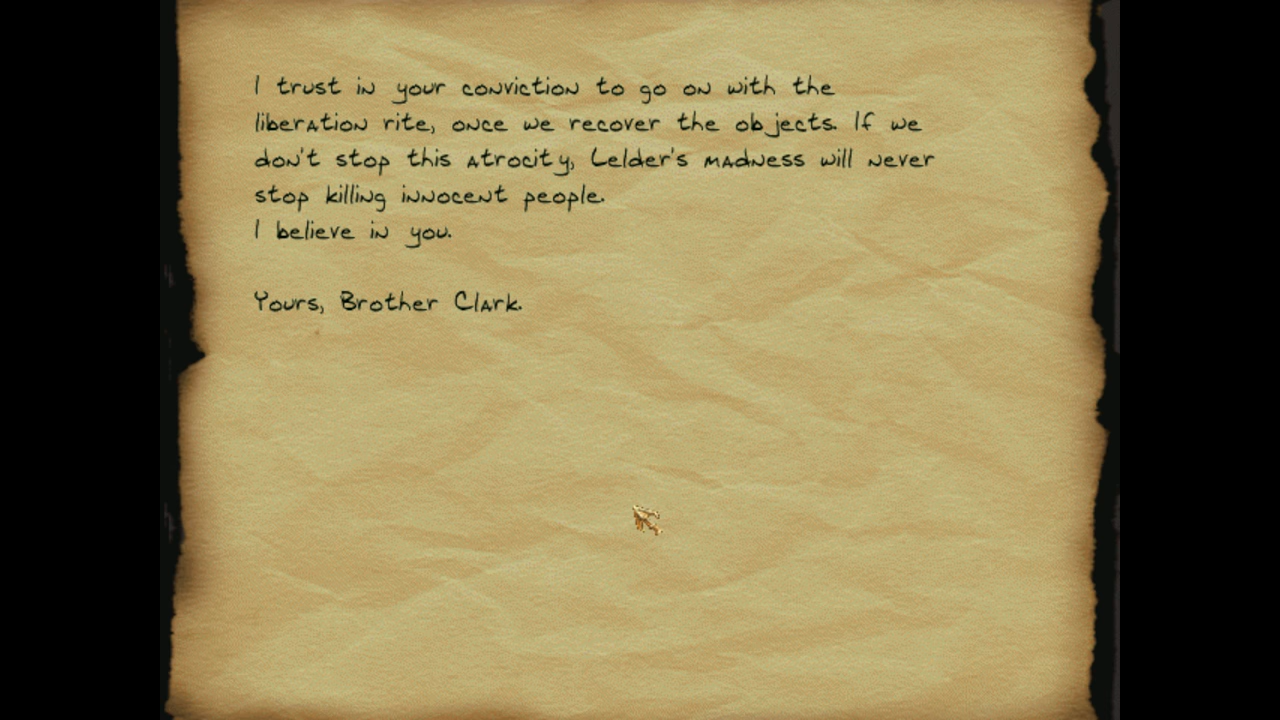 I trust in your conviction to go on with the
liberation rite, once we recover the objects. If we
don't stop this atrocity, Lelder's madness will never
stop killing innocent people.
I believe in you.
Yours, Brother Clark.